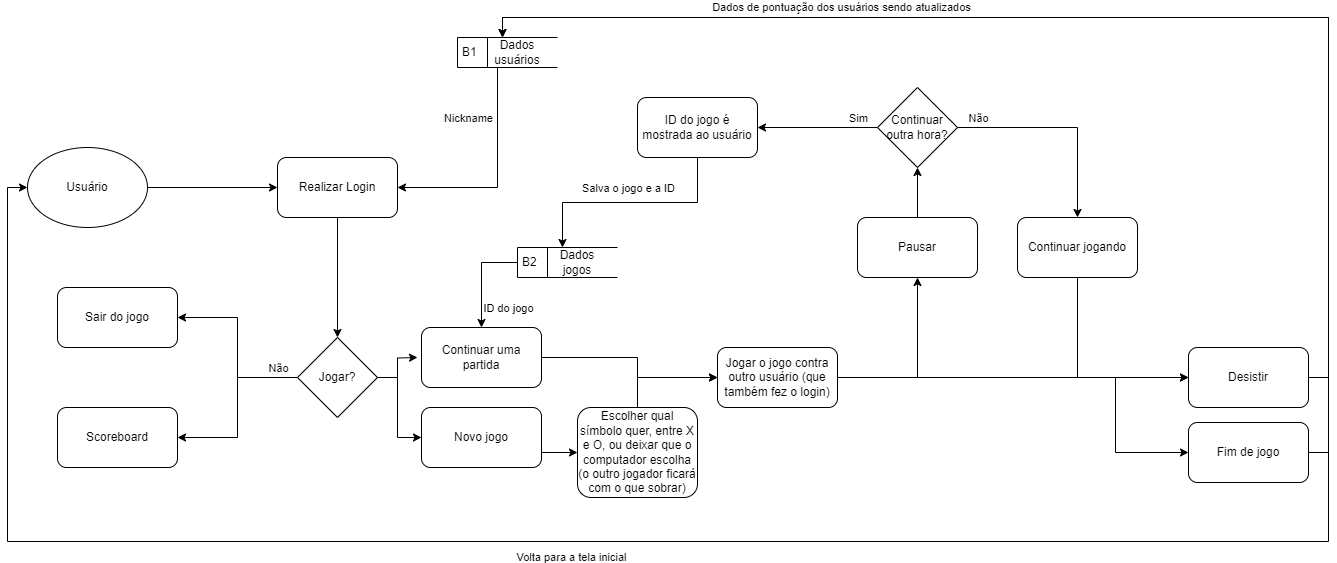 Dados de pontuação dos usuários sendo atualizados
B1
Dados
usuários
Nickname
ID do jogo é
mostrada ao usuário
Sim
Continuar
outra hora?
Não
Usuário
Realizar Login
Salva o jogo e a ID
Pausar
Continuar jogando
B2
Dados
jogos
Sair do jogo
ID do jogo
Continuar uma
partida
Não
Jogar?
Jogar o jogo contra
outro usuário (que
também fez o login)
Desistir
Scoreboard
Novo jogo
Escolher qual
símbolo quer, entre X
e O, ou deixar que o
computador escolha
(o outro jogador ficará
com o que sobrar)
Fim de jogo
Volta para a tela inicial